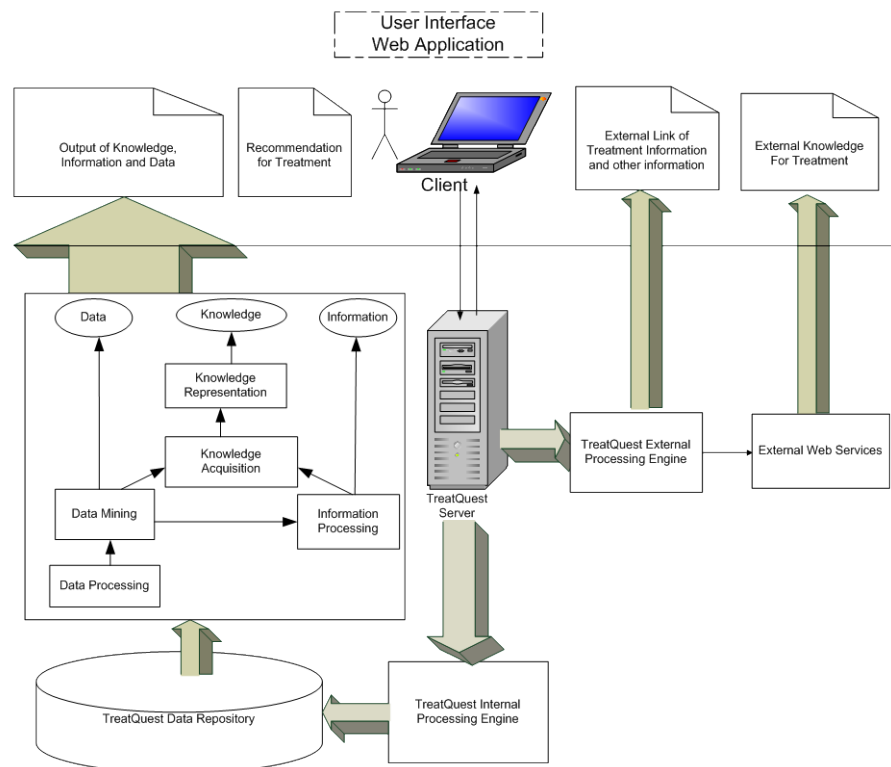 User Interface
Web Application
Output of Knowledge,
Information and Data
Recommendation
for Treatment
Client
External Link of
Treatment Information
and other information
External Knowledge
For Treatment
Data
Knowledge
Information
Knowledge
Representation
Knowledge
Acquisition
Data Mining
Information
Processing
Data Processing
TreatQuest
Server
TreatQuest External
Processing Engine
External Web Services
TreatQuest Data Repository
TreatQuest Internal
Processing Engine